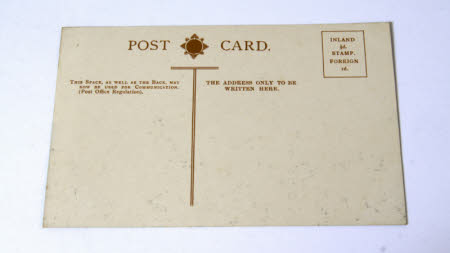 POST CARD.
INLAND
½d.
STAMP.
FOREIGN
1d.
This Space, as well as the Back, may
now be used for Communication.
(Post Office Regulation).
THE ADDRESS ONLY TO BE
WRITTEN HERE.